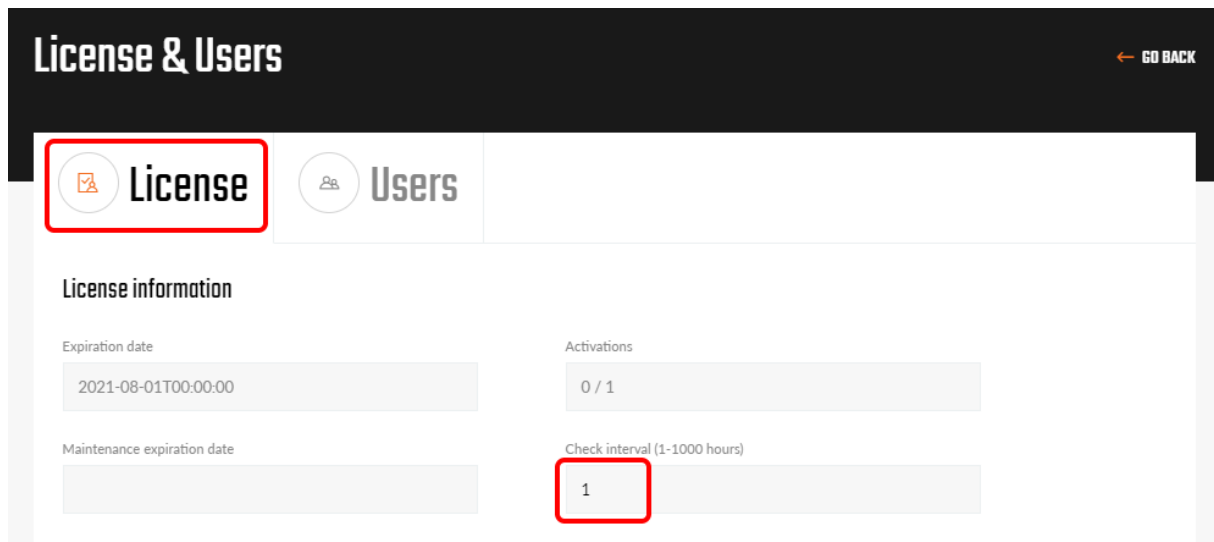 License & Users
← GO BACK
License
Users
License information
Expiration date
Activations
2021-08-01T00:00:00
0 / 1
Maintenance expiration date
Check interval (1-1000 hours)
1